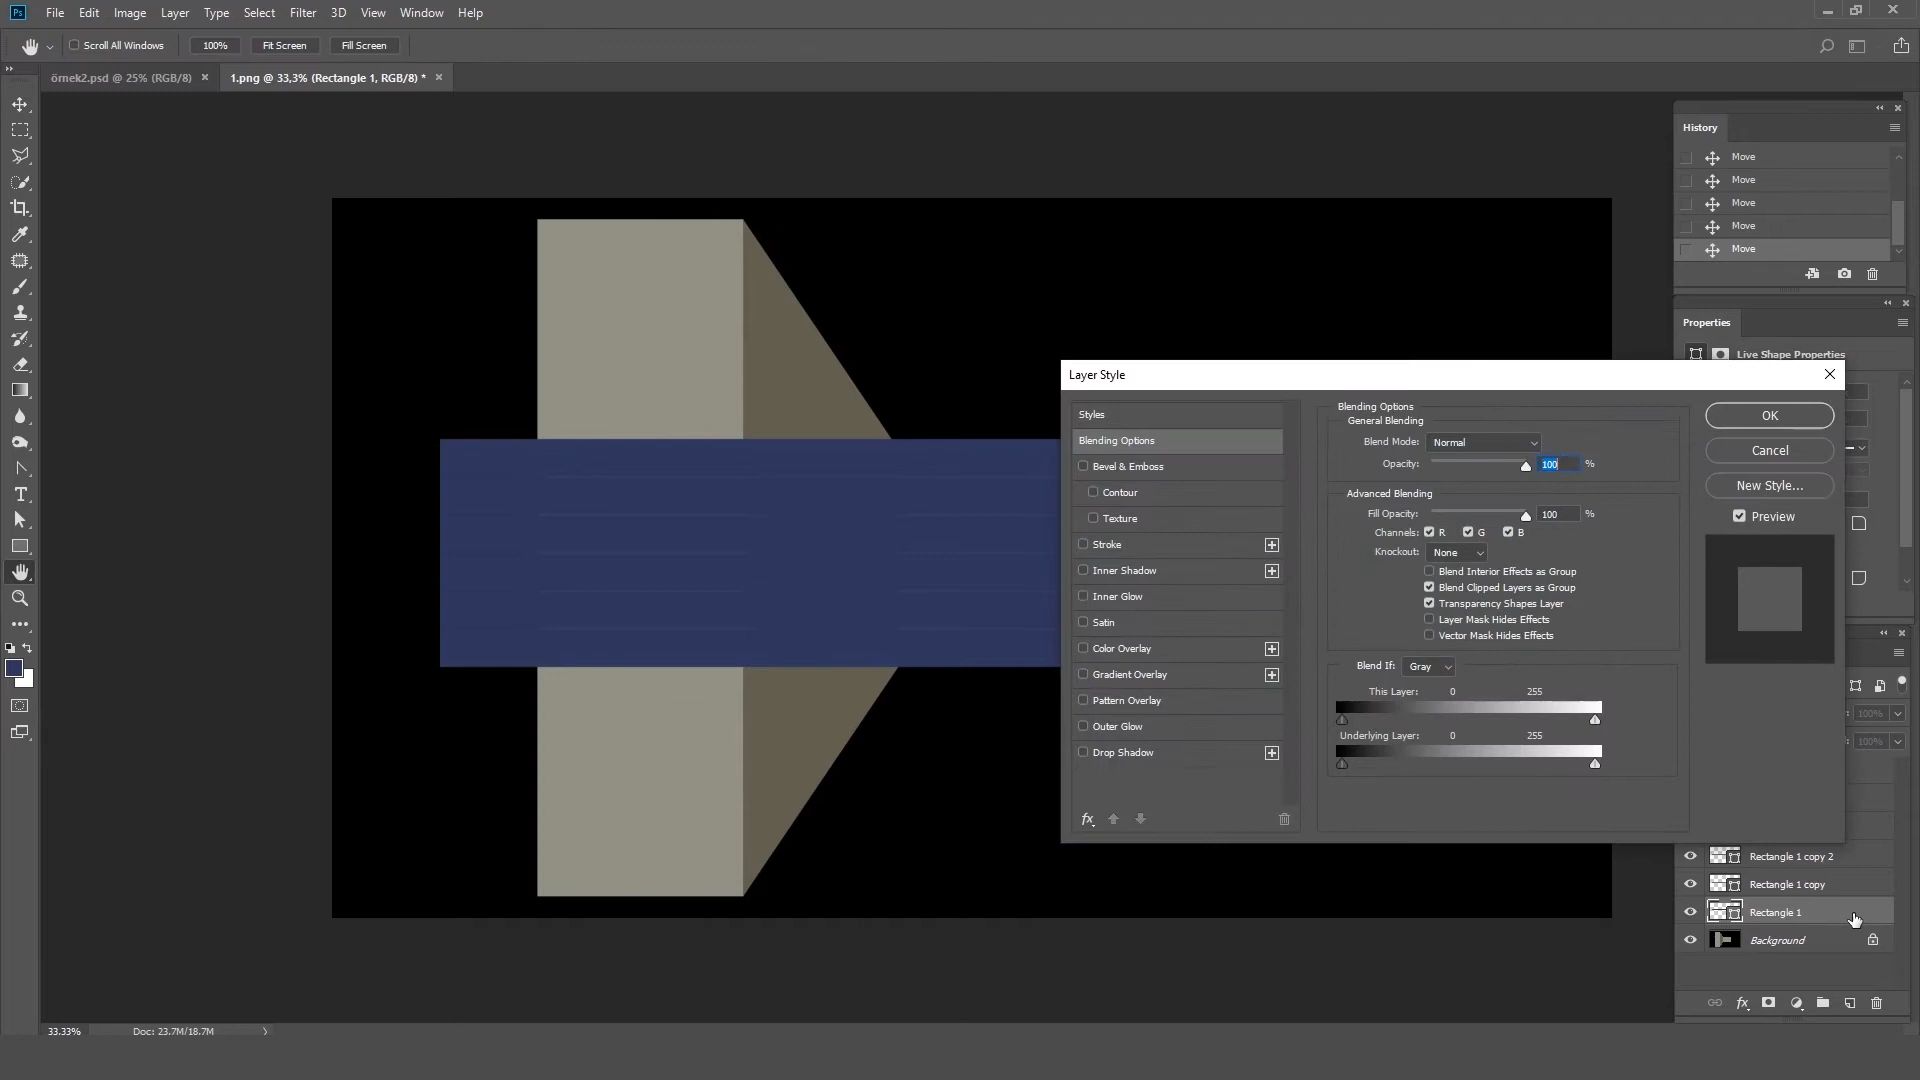 Ps File Edit Image Layer Type Select Filter 3D View Window Help
Scroll All Windows 100% Fit Screen Fill Screen
örnek2.psd @ 25% (RGB/8) × 1.png @ 33,3% (Rectangle 1, RGB/8) * ×
History
Move
Move
Move
Move
Move
Properties
Live Shape Properties
Layer Style
Styles
Blending Options
Bevel & Emboss
Contour
Texture
Stroke
Inner Shadow
Inner Glow
Satin
Color Overlay
Gradient Overlay
Pattern Overlay
Outer Glow
Drop Shadow
fx
Blending Options
General Blending
Blend Mode: Normal
Opacity: 100 %
Advanced Blending
Fill Opacity: 100 %
Channels: R G B
Knockout: None
Blend Interior Effects as Group
Blend Clipped Layers as Group
Transparency Shapes Layer
Layer Mask Hides Effects
Vector Mask Hides Effects
Blend If: Gray
This Layer: 0 255
Underlying Layer: 0 255
OK
Cancel
New Style...
Preview
100%
100%
Rectangle 1 copy 2
Rectangle 1 copy
Rectangle 1
Background
fx
33.33% Doc: 23.7M/18.7M